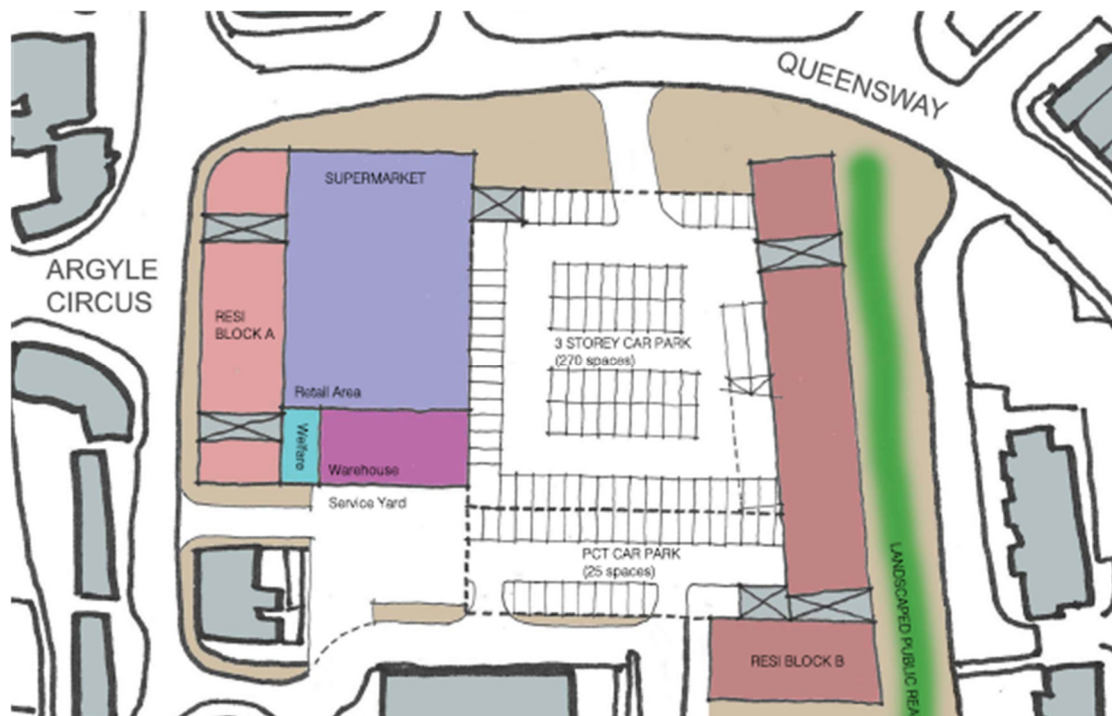 QUEENSWAY
SUPERMARKET
ARGYLE
CIRCUS
RESI
BLOCK A
3 STOREY CAR PARK
(270 spaces)
Retail Area
Welfare
Warehouse
Service Yard
PCT CAR PARK
(25 spaces)
LANDSCAPED PUBLIC REA
RESI BLOCK B